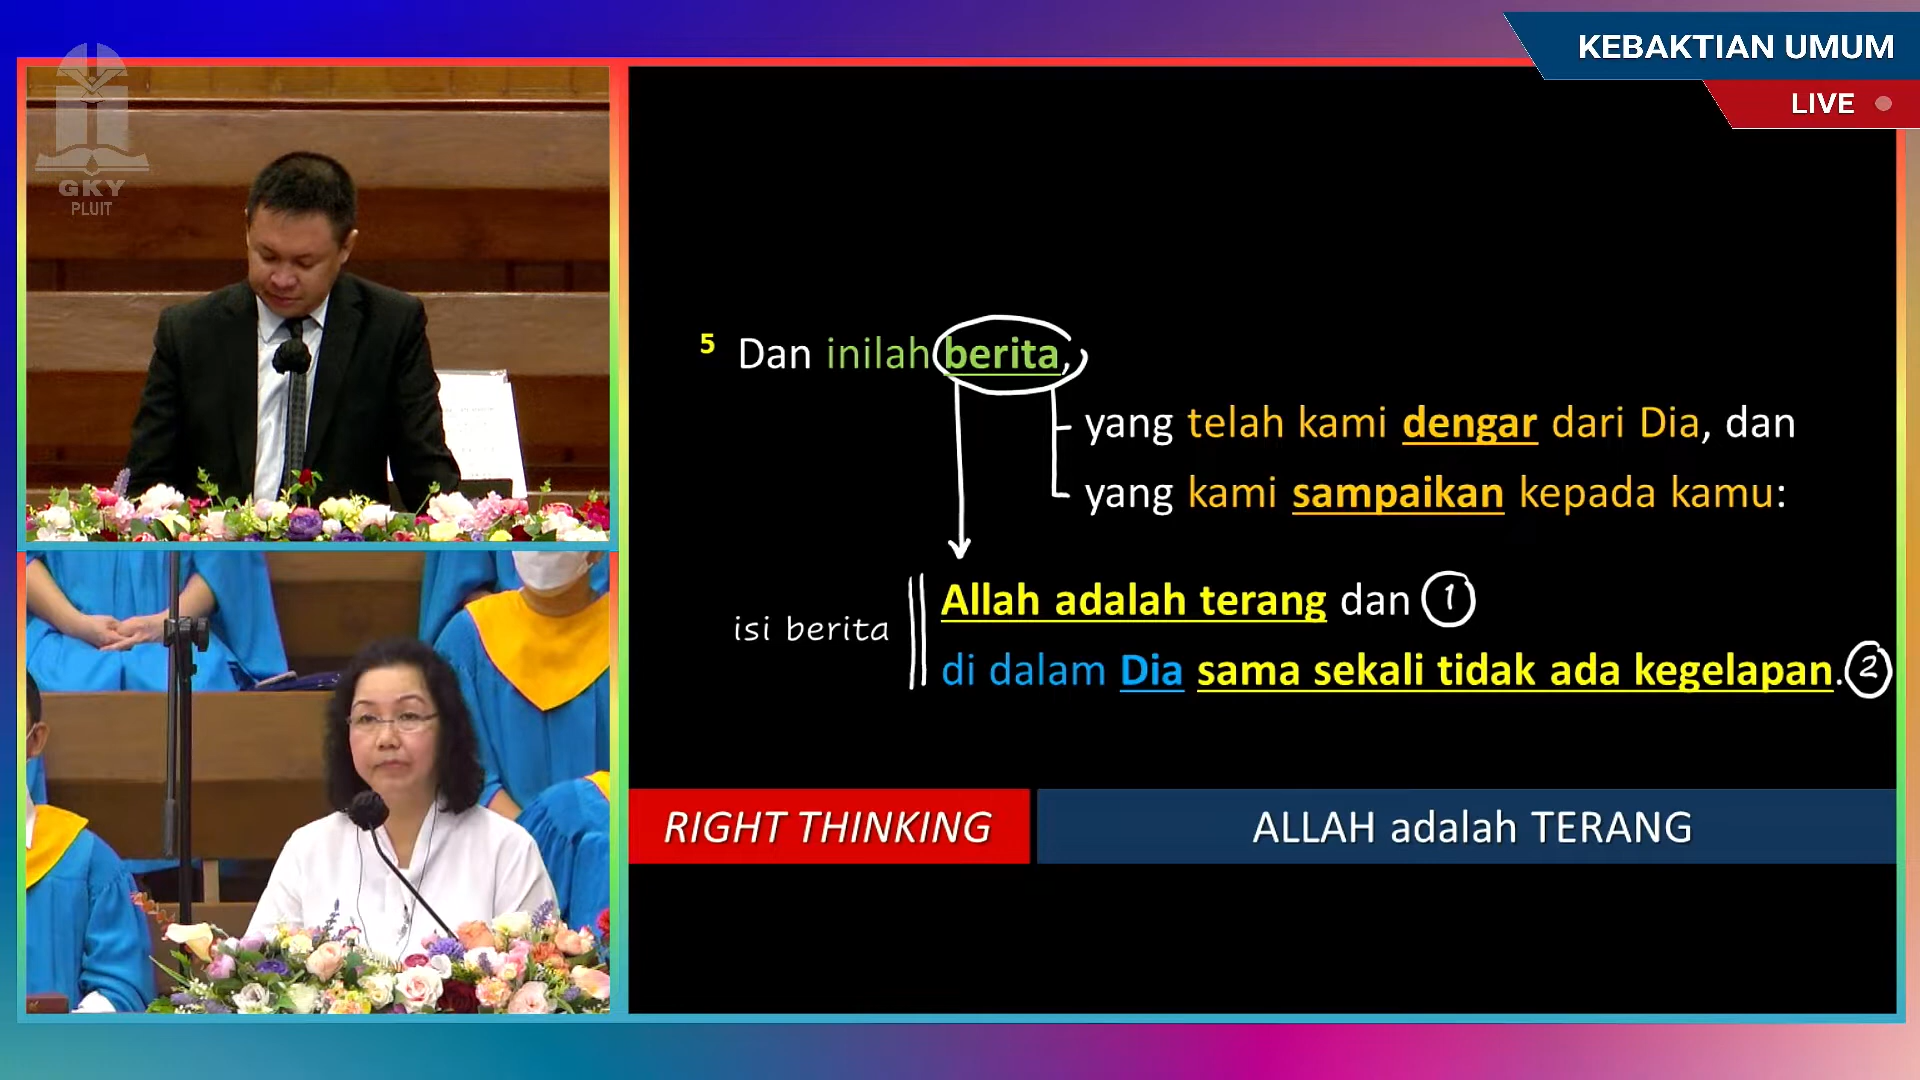 KEBAKTIAN UMUM
LIVE
GKY
PLUIT
5 Dan inilah berita,
yang telah kami dengar dari Dia, dan
yang kami sampaikan kepada kamu:
isi berita
Allah adalah terang dan 1
di dalam Dia sama sekali tidak ada kegelapan. 2
RIGHT THINKING
ALLAH adalah TERANG